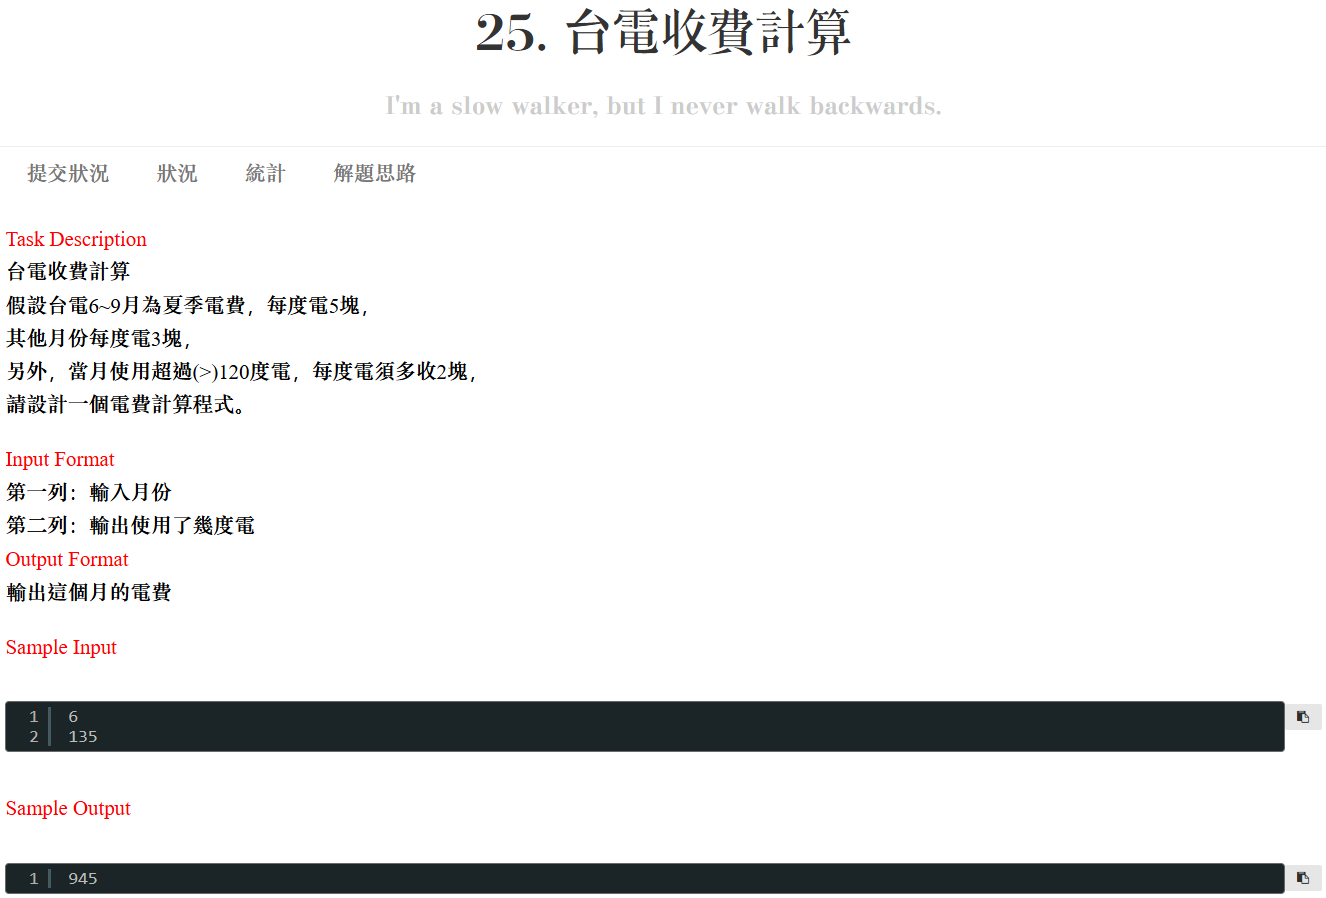 25. 台電收費計算
I'm a slow walker, but I never walk backwards.
提交狀況 狀況 統計 解題思路
Task Description
台電收費計算
假設台電6~9月為夏季電費，每度電5塊，
其他月份每度電3塊，
另外，當月使用超過(>)120度電，每度電須多收2塊，
請設計一個電費計算程式。
Input Format
第一列：輸入月份
第二列：輸出使用了幾度電
Output Format
輸出這個月的電費
Sample Input
1 6
2 135
Sample Output
1 945